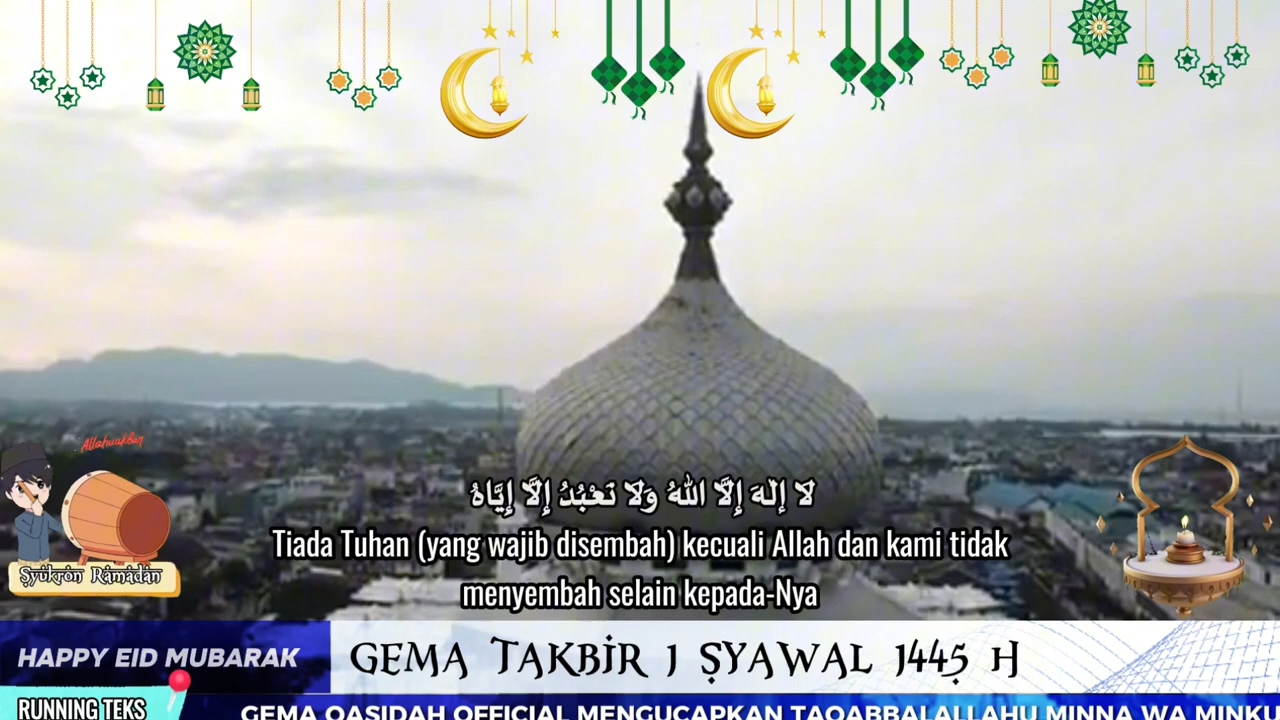 Allahuakbar
لا إله إلا الله ولا نعبد إلا إياه
Tiada Tuhan (yang wajib disembah) kecuali Allah dan kami tidak
menyembah selain kepada-Nya
Syukron Ramadan
HAPPY EID MUBARAK
GEMA TAKBIR 1 SYAWAL 1445 H
RUNNING TEKS
GEMA QASIDAH OFFICIAL MENGUCAPKAN TAQABBALALLAHU MINNA WA MINKU